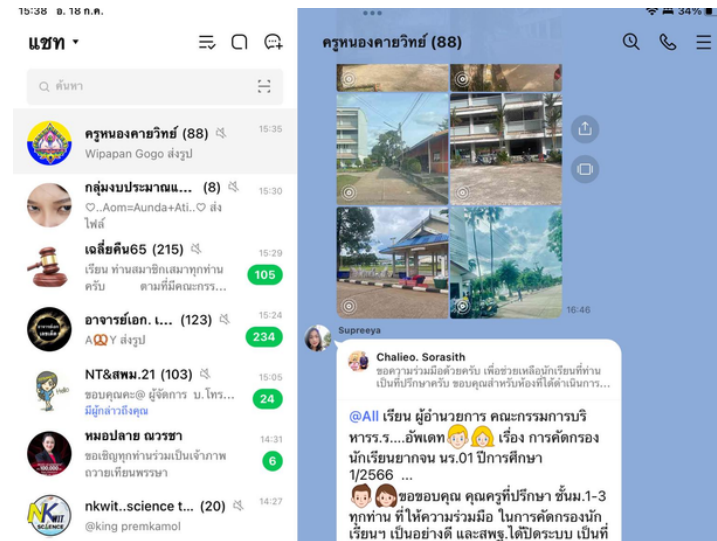 15:38 อ. 18 ก.ค.
34%
แชท
ค้นหา
ครูหนองคายวิทย์ (88)
15:35
Wipapan Gogo ส่งรูป
กลุ่มงบประมาณแ... (8)
15:30
♡..Aom=Aunda+Ati..♡ ส่ง
ไฟล์
เฉลี่ยคืน65 (215)
15:29
เรียน ท่านสมาชิกเสมาทุกท่าน
ครับ ตามที่มีคณะกรร...
105
อาจารย์เอก. เ... (123)
15:24
A🥨Y ส่งรูป
234
NT&สพม.21 (103)
15:05
ขอบคุณคะ@ ผู้จัดการ บ.โทร...
24
มีผู้กล่าวถึงคุณ
หมอปลาย ณวรชา
14:31
ขอเชิญทุกท่านร่วมเป็นเจ้าภาพ
ถวายเทียนพรรษา
6
nkwit..science t... (20)
14:27
@king premkamol
Hello
NKWIT
SCIENCE
ครูหนองคายวิทย์ (88)
16:46
Supreeya
Chalieo. Sorasith
ขอความร่วมมือด้วยครับ เพื่อช่วยเหลือนักเรียนที่ท่าน
เป็นที่ปรึกษาครับ ขอบคุณสำหรับห้องที่ได้ดำเนินการ...
@All เรียน ผู้อำนวยการ คณะกรรมการบริ
หารร.ร....อัพเดท👦👧 เรื่อง การคัดกรอง
นักเรียนยากจน นร.01 ปีการศึกษา
1/2566 ...
👦👧ขอขอบคุณ คุณครูที่ปรึกษา ชั้นม.1-3
ทุกท่าน ที่ให้ความร่วมมือ ในการคัดกรองนัก
เรียนฯ เป็นอย่างดี และสพฐ.ได้ปิดระบบ เป็นที่